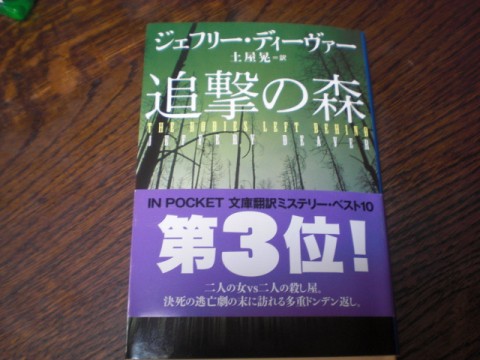 ジェフリー・ディーヴァー
土屋晃=訳
追撃の森
THE BODIES LEFT BEHIND
JEFFERY DEAVER
IN POCKET 文庫翻訳ミステリー・ベスト10
第3位!
二人の女vs二人の殺し屋。
決死の逃亡劇の末に訪れる多重ドンデン返し。